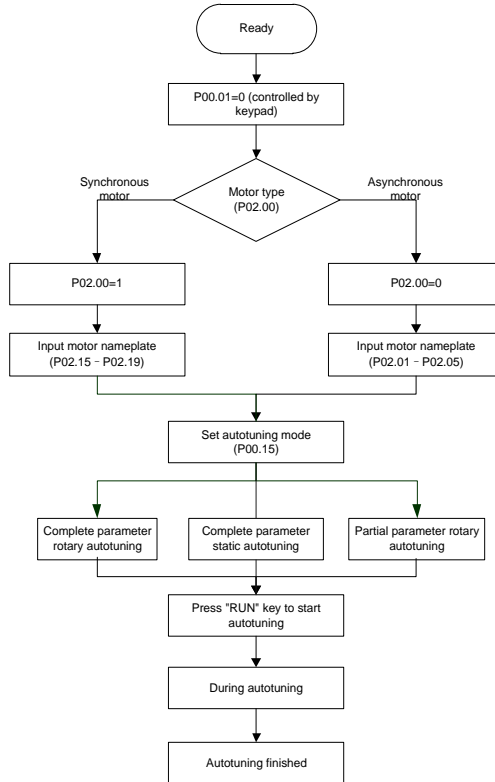 Ready
P00.01=0 (controlled by
keypad)
Synchronous
motor
Motor type
(P02.00)
Asynchronous
motor
P02.00=1
P02.00=0
Input motor nameplate
(P02.15－P02.19)
Input motor nameplate
(P02.01－P02.05)
Set autotuning mode
(P00.15)
Complete parameter
rotary autotuning
Complete parameter
static autotuning
Partial parameter rotary
autotuning
Press "RUN" key to start
autotuning
During autotuning
Autotuning finished